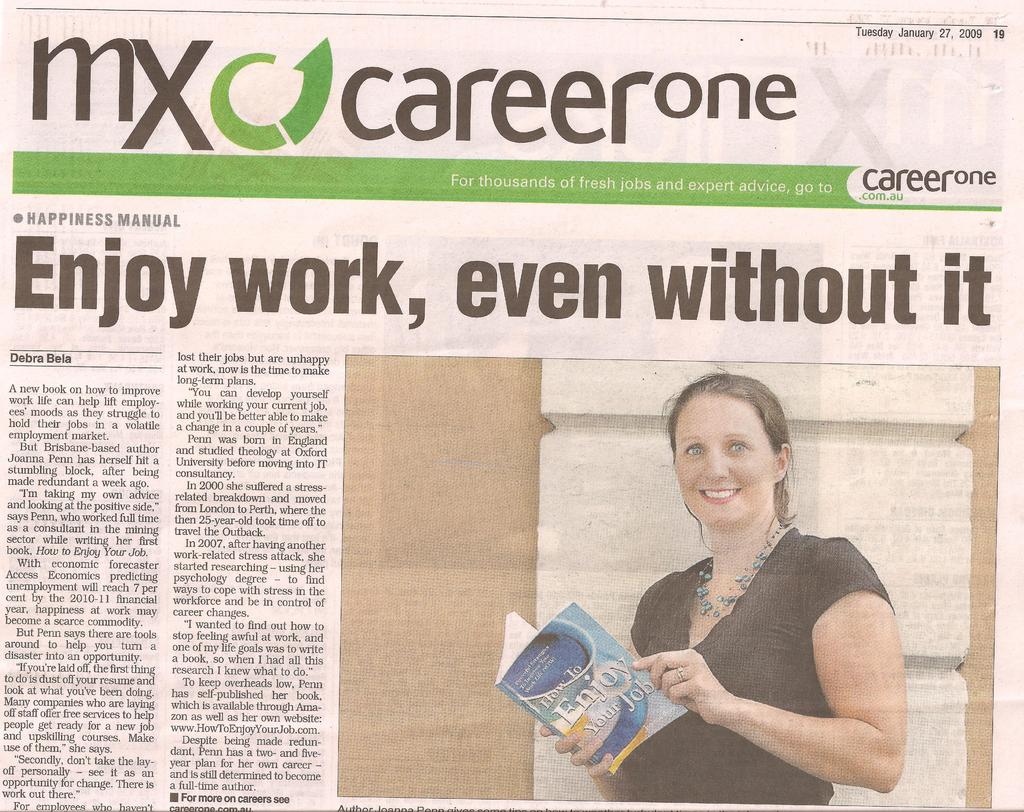 Tuesday January 27, 2009 19
mx careerone
For thousands of fresh jobs and expert advice, go to careerone
.com.au
HAPPINESS MANUAL
Enjoy work, even without it
Debra Bela
A new book on how to improve
work life can help lift employ-
ees' moods as they struggle to
hold their jobs in a volatile
employment market.
But Brisbane-based author
Joanna Penn has herself hit a
stumbling block, after being
made redundant a week ago.
"I'm taking my own advice
and looking at the positive side,"
says Penn, who worked full time
as a consultant in the mining
sector while writing her first
book, How to Enjoy Your Job.
With economic forecaster
Access Economics predicting
unemployment will reach 7 per
cent by the 2010-11 financial
year, happiness at work may
become a scarce commodity.
But Penn says there are tools
around to help you turn a
disaster into an opportunity.
"If you're laid off, the first thing
to do is dust off your resume and
look at what you've been doing.
Many companies who are laying
off staff offer free services to help
people get ready for a new job
and upskilling courses. Make
use of them," she says.
"Secondly, don't take the lay-
off personally – see it as an
opportunity for change. There is
work out there."
For employees who haven't
lost their jobs but are unhappy
at work, now is the time to make
long-term plans.
"You can develop yourself
while working your current job,
and you'll be better able to make
a change in a couple of years."
Penn was born in England
and studied theology at Oxford
University before moving into IT
consultancy.
In 2000 she suffered a stress-
related breakdown and moved
from London to Perth, where the
then 25-year-old took time off to
travel the Outback.
In 2007, after having another
work-related stress attack, she
started researching – using her
psychology degree – to find
ways to cope with stress in the
workforce and be in control of
career changes.
"I wanted to find out how to
stop feeling awful at work, and
one of my life goals was to write
a book, so when I had all this
research I knew what to do."
To keep overheads low, Penn
has self-published her book,
which is available through Ama-
zon as well as her own website:
www.HowToEnjoyYourJob.com.
Despite being made redun-
dant, Penn has a two- and five-
year plan for her own career –
and is still determined to become
a full-time author.
For more on careers see
careerone.com.au
How To
Enjoy
Your Job
Author Joanna Penn gives some tips on how to